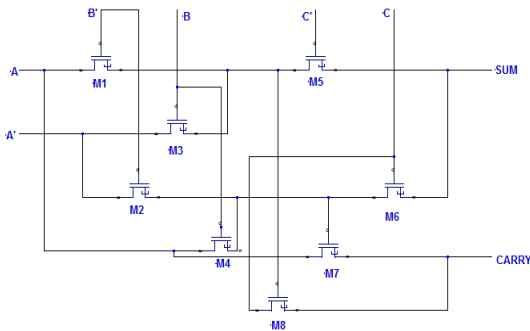 B' B C' C
A M1 M5 SUM
A' M3
M2 M6
M4 M7 CARRY
M8